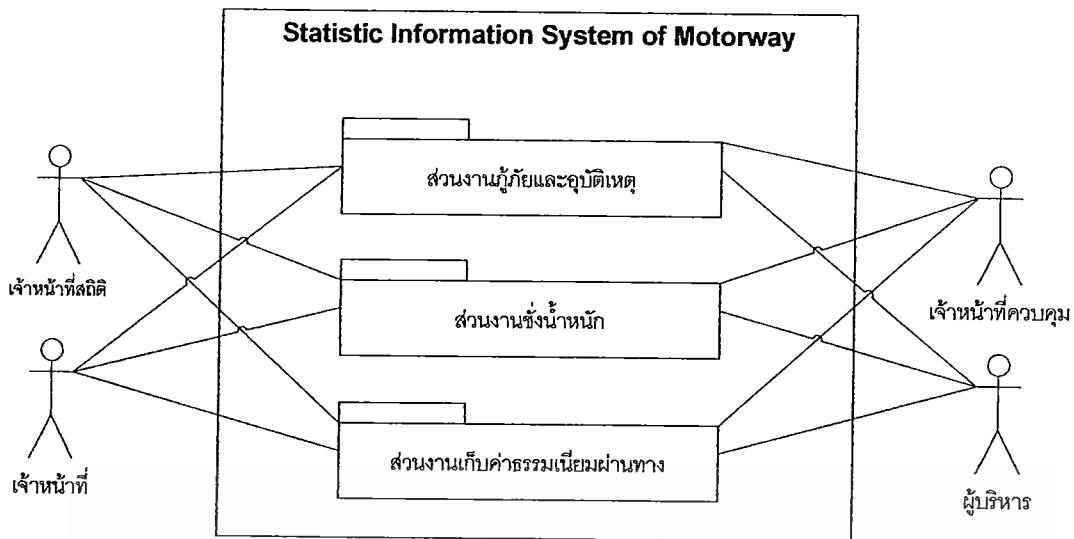 Statistic Information System of Motorway
ส่วนงานกู้ภัยและอุบัติเหตุ
เจ้าหน้าที่สถิติ
เจ้าหน้าที่ควบคุม
ส่วนงานชั่งน้ำหนัก
ส่วนงานเก็บค่าธรรมเนียมผ่านทาง
เจ้าหน้าที่
ผู้บริหาร